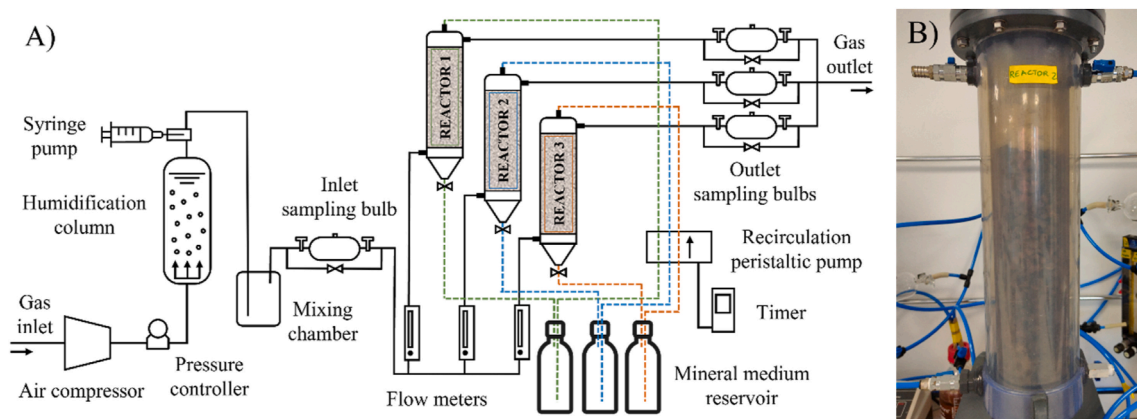 A)
Syringe
pump
Humidification
column
Gas
inlet
Air compressor
Pressure
controller
Mixing
chamber
Inlet
sampling bulb
Flow meters
REACTOR 1
REACTOR 2
REACTOR 3
Gas
outlet
Outlet
sampling bulbs
Recirculation
peristaltic pump
Timer
Mineral medium
reservoir
B)
REACTOR 2